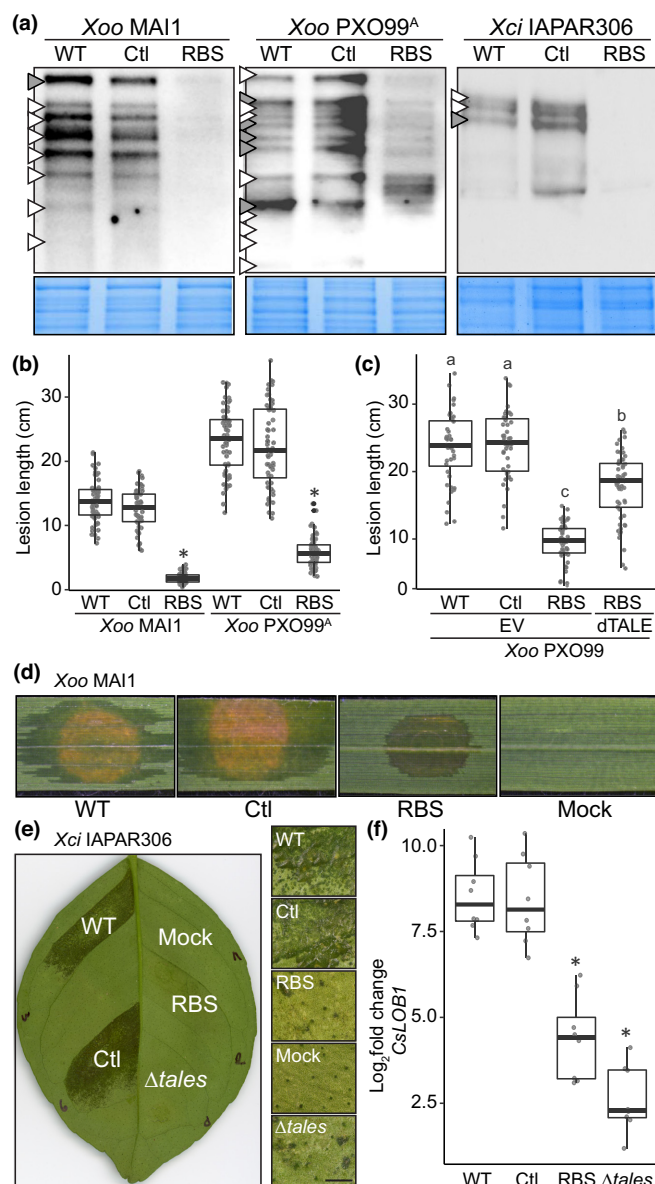 (a) Xoo MAI1 Xoo PXO99A Xci IAPAR306
WT Ctl RBS WT Ctl RBS WT Ctl RBS
(b)
Lesion length (cm)
30
20
10
0
*
*
WT Ctl RBS WT Ctl RBS
Xoo MAI1 Xoo PXO99A
(c)
Lesion length (cm)
30
20
10
0
a a c b
WT Ctl RBS RBS
EV dTALE
Xoo PXO99
(d) Xoo MAI1
WT Ctl RBS Mock
(e) Xci IAPAR306
WT
Mock
RBS
Ctl
Δtales
WT
Ctl
RBS
Mock
Δtales
(f)
Log2fold change
CsLOB1
10.0
7.5
5.0
2.5
*
*
WT Ctl RBS Δtales